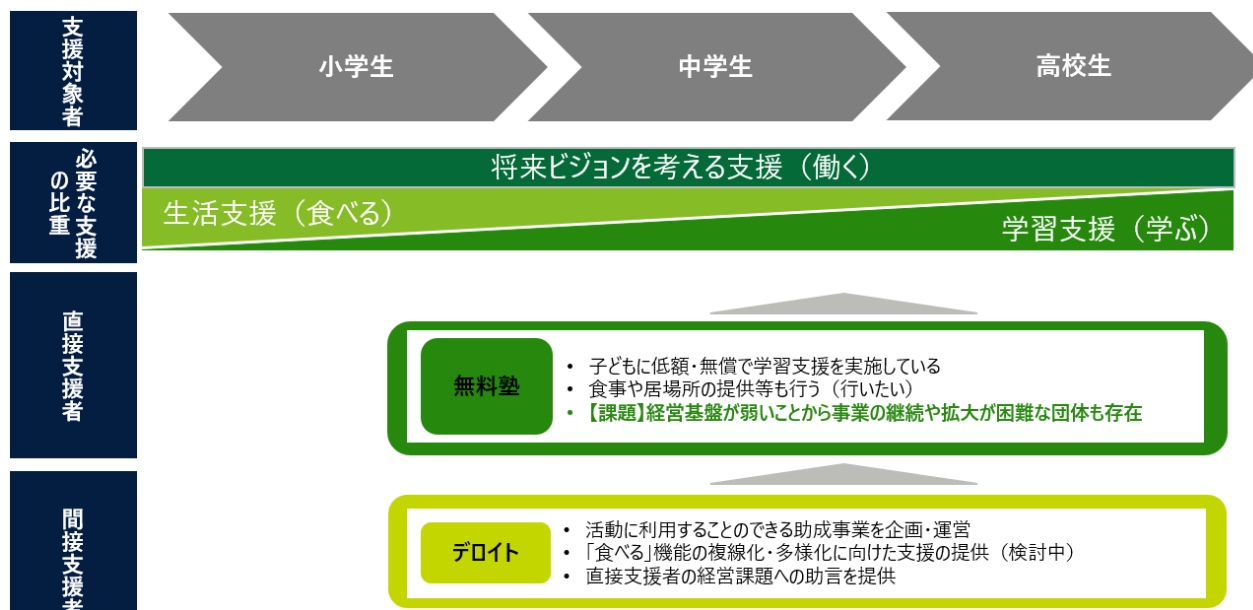 支援対象者
小学生
中学生
高校生
必要な支援
の比重
将来ビジョンを考える支援（働く）
生活支援（食べる）
学習支援（学ぶ）
直接支援者
無料塾
• 子どもに低額・無償で学習支援を実施している
• 食事や居場所の提供等も行う（行いたい）
• 【課題】経営基盤が弱いことから事業の継続や拡大が困難な団体も存在
間接支援者
デロイト
• 活動に利用することのできる助成事業を企画・運営
• 「食べる」機能の複線化・多様化に向けた支援の提供（検討中）
• 直接支援者の経営課題への助言を提供